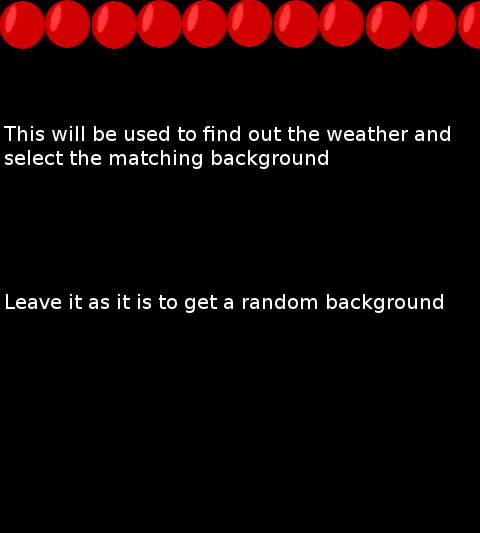 This will be used to find out the weather and
select the matching background
Leave it as it is to get a random background